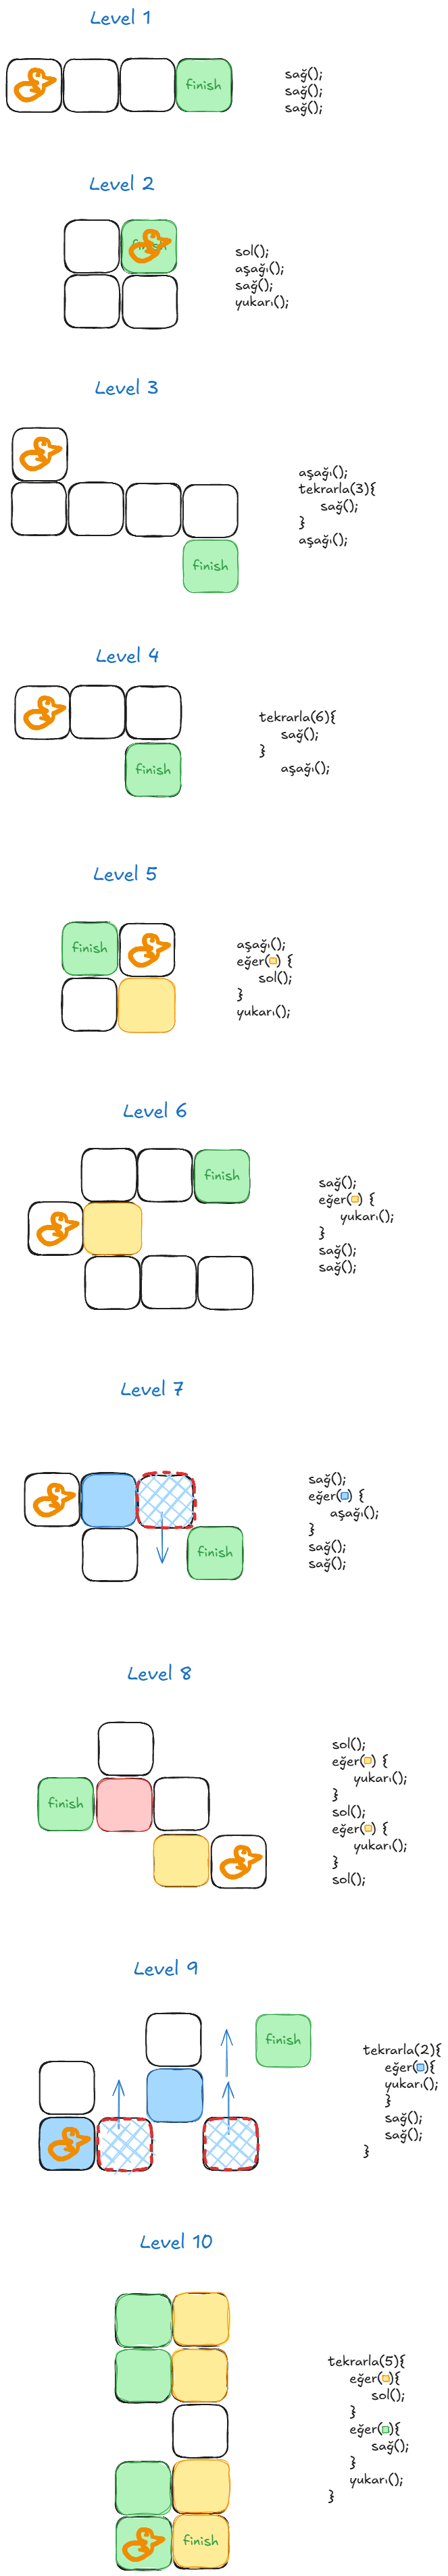 Level 1
finish
sağ();
sağ();
sağ();
Level 2
finish
sol();
aşağı();
sağ();
yukarı();
Level 3
aşağı();
tekrarla(3){
sağ();
}
aşağı();
finish
Level 4
finish
tekrarla(6){
sağ();
}
aşağı();
Level 5
finish
aşağı();
eğer( ) {
sol();
}
yukarı();
Level 6
finish
sağ();
eğer( ) {
yukarı();
}
sağ();
sağ();
Level 7
finish
sağ();
eğer( ) {
aşağı();
}
sağ();
sağ();
Level 8
finish
sol();
eğer( ) {
yukarı();
}
sol();
eğer( ) {
yukarı();
}
sol();
Level 9
finish
tekrarla(2){
eğer( ){
yukarı();
}
sağ();
sağ();
}
Level 10
finish
tekrarla(5){
eğer( ){
sol();
}
eğer( ){
sağ();
}
yukarı();
}